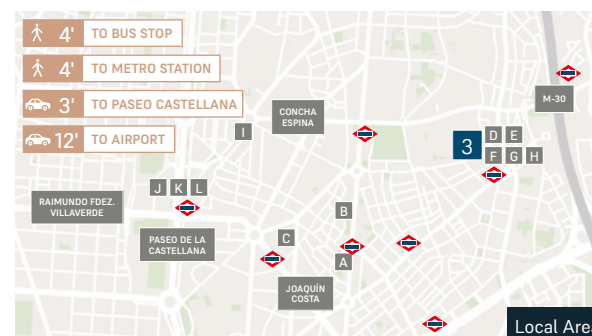 4' TO BUS STOP
4' TO METRO STATION
3' TO PASEO CASTELLANA
12' TO AIRPORT
M-30
CONCHA
ESPINA
I
3
D E
F G H
J K L
RAIMUNDO FDEZ.
VILLAVERDE
B
PASEO DE LA
CASTELLANA
C
A
JOAQUÍN
COSTA
Local Are